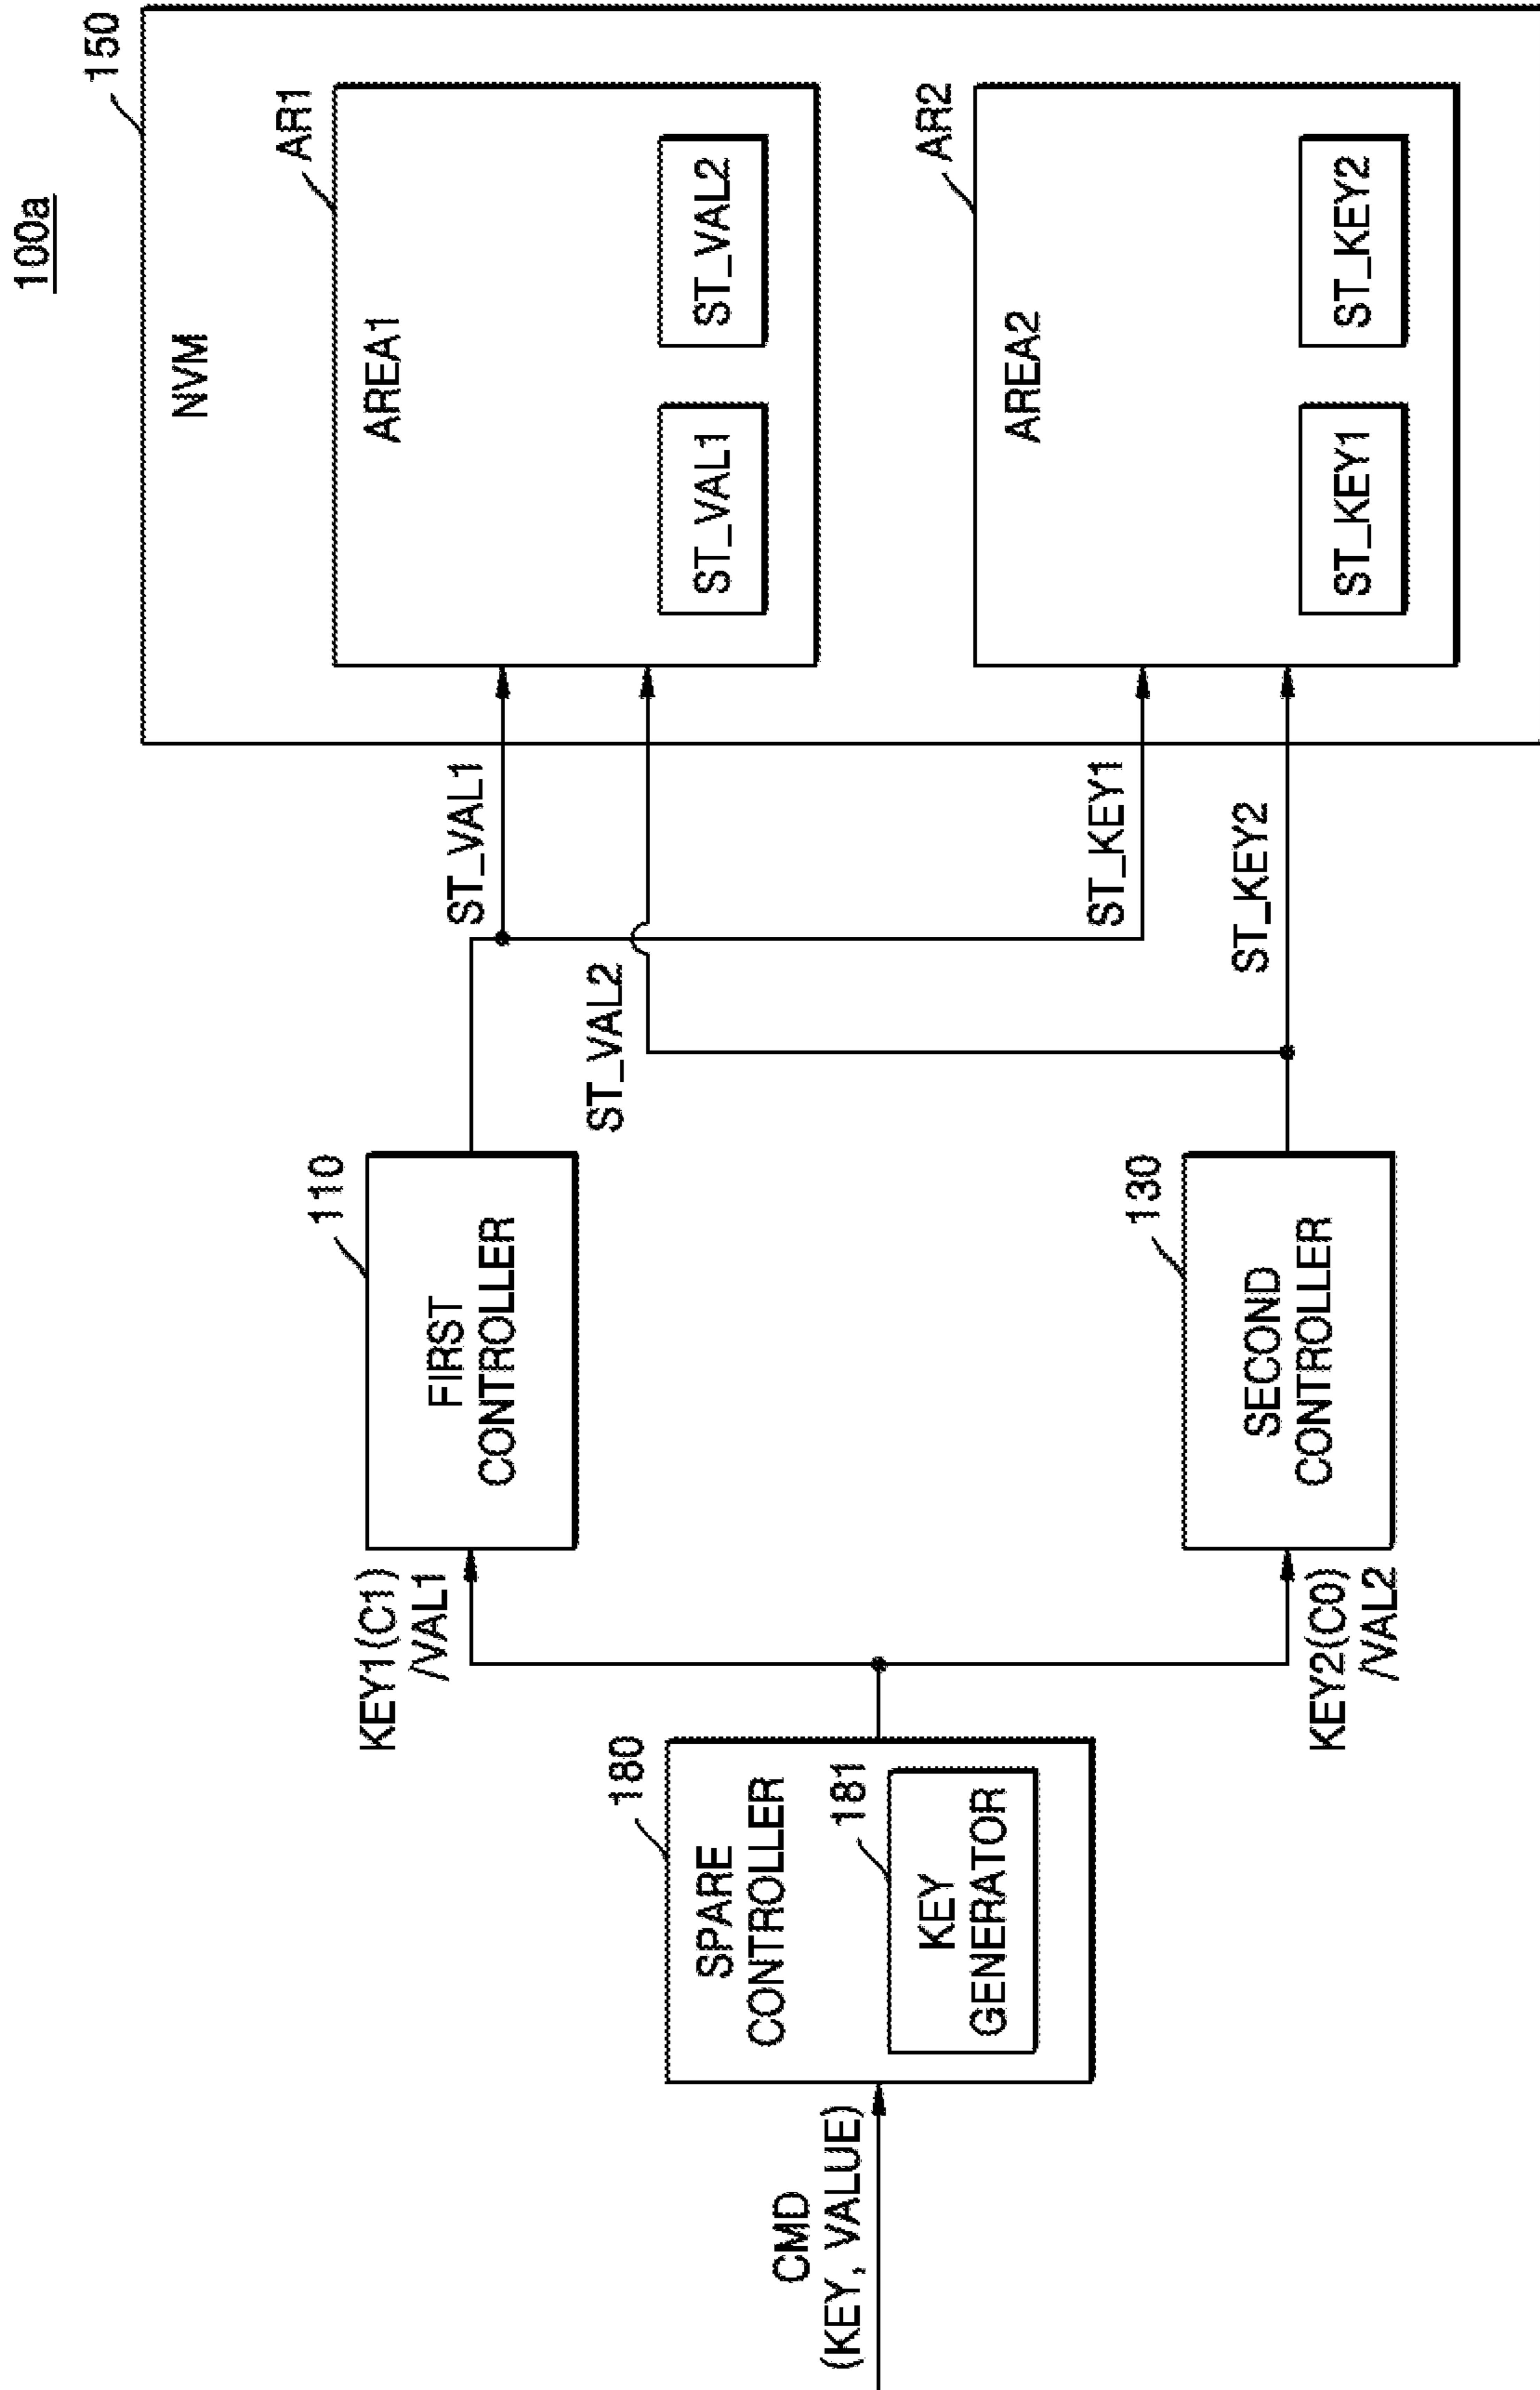 100a
150
NVM
AR1
AREA1
ST_VAL1
ST_VAL2
AR2
AREA2
ST_KEY1
ST_KEY2
ST_VAL1
ST_VAL2
ST_KEY1
ST_KEY2
110
FIRST
CONTROLLER
130
SECOND
CONTROLLER
KEY1(C1)
/VAL1
KEY2(C0)
/VAL2
180
SPARE
CONTROLLER
181
KEY
GENERATOR
CMD
(KEY, VALUE)